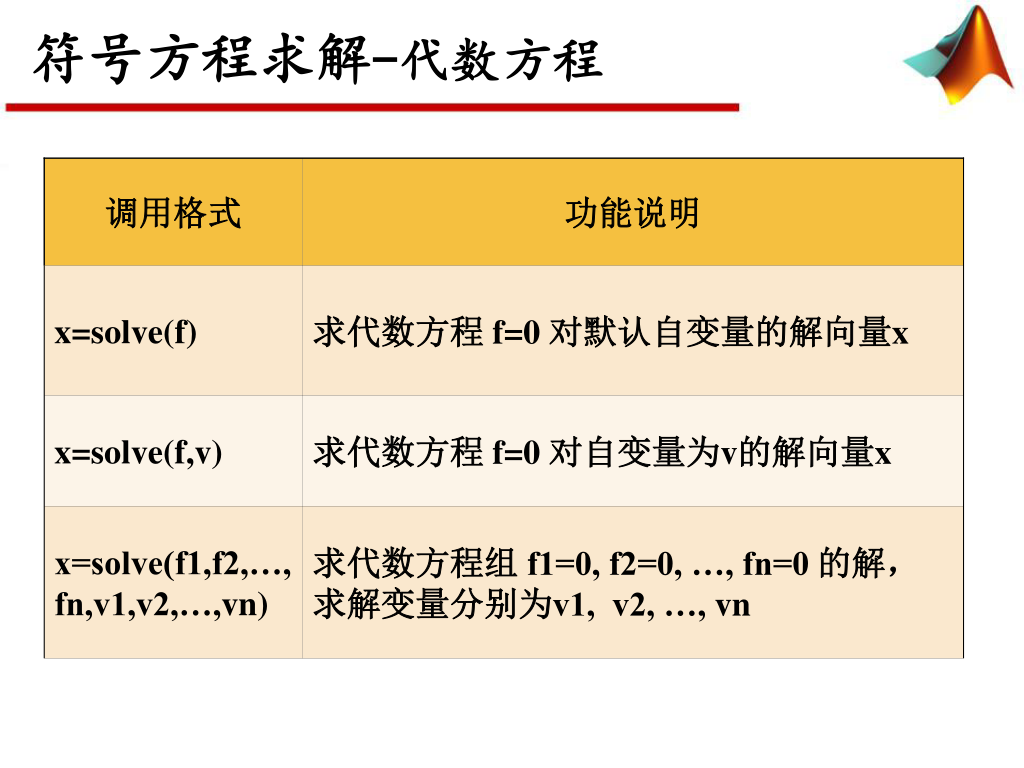 符号方程求解-代数方程
调用格式
功能说明
x=solve(f)
求代数方程 f=0 对默认自变量的解向量x
x=solve(f,v)
求代数方程 f=0 对自变量为v的解向量x
x=solve(f1,f2,…,
fn,v1,v2,…,vn)
求代数方程组 f1=0, f2=0, …, fn=0 的解，
求解变量分别为v1, v2, …, vn